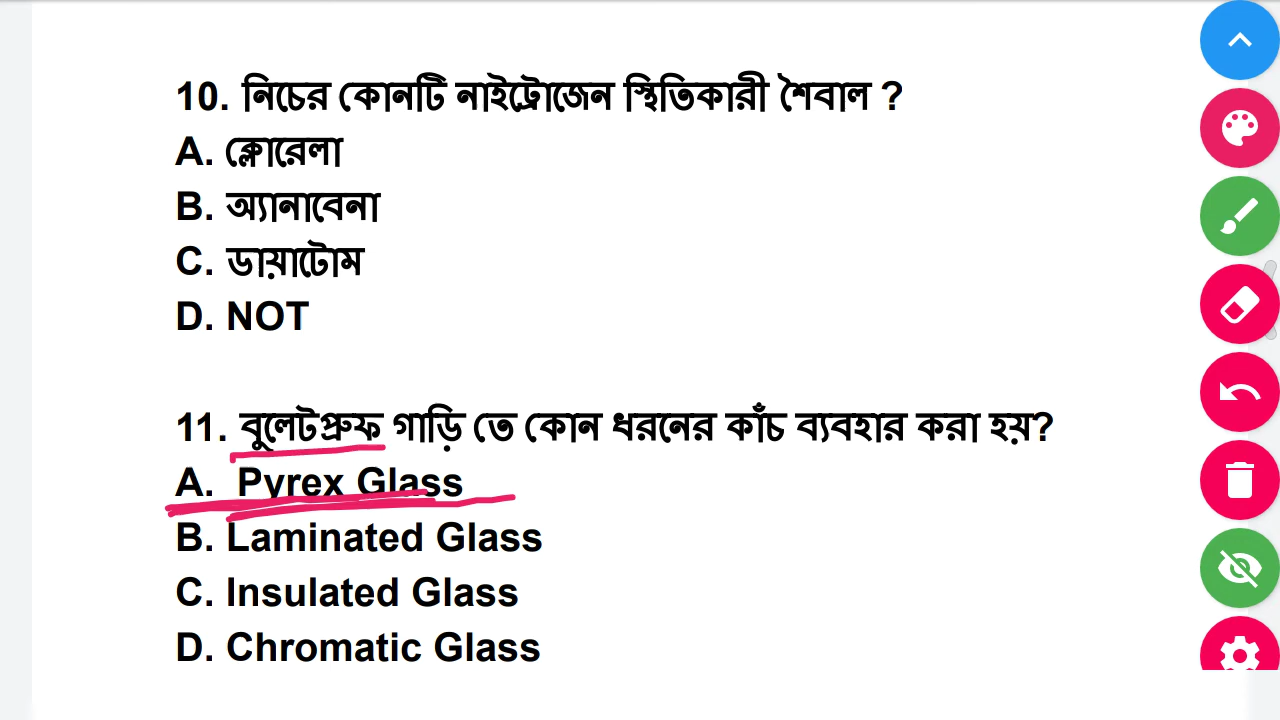 10. নিচের কোনটি নাইট্রোজেন স্থিতিকারী শৈবাল ?
A. ক্লোরেলা
B. অ্যানাবেনা
C. ডায়াটোম
D. NOT
11. বুলেটপ্রুফ গাড়ি তে কোন ধরনের কাঁচ ব্যবহার করা হয়?
A. Pyrex Glass
B. Laminated Glass
C. Insulated Glass
D. Chromatic Glass